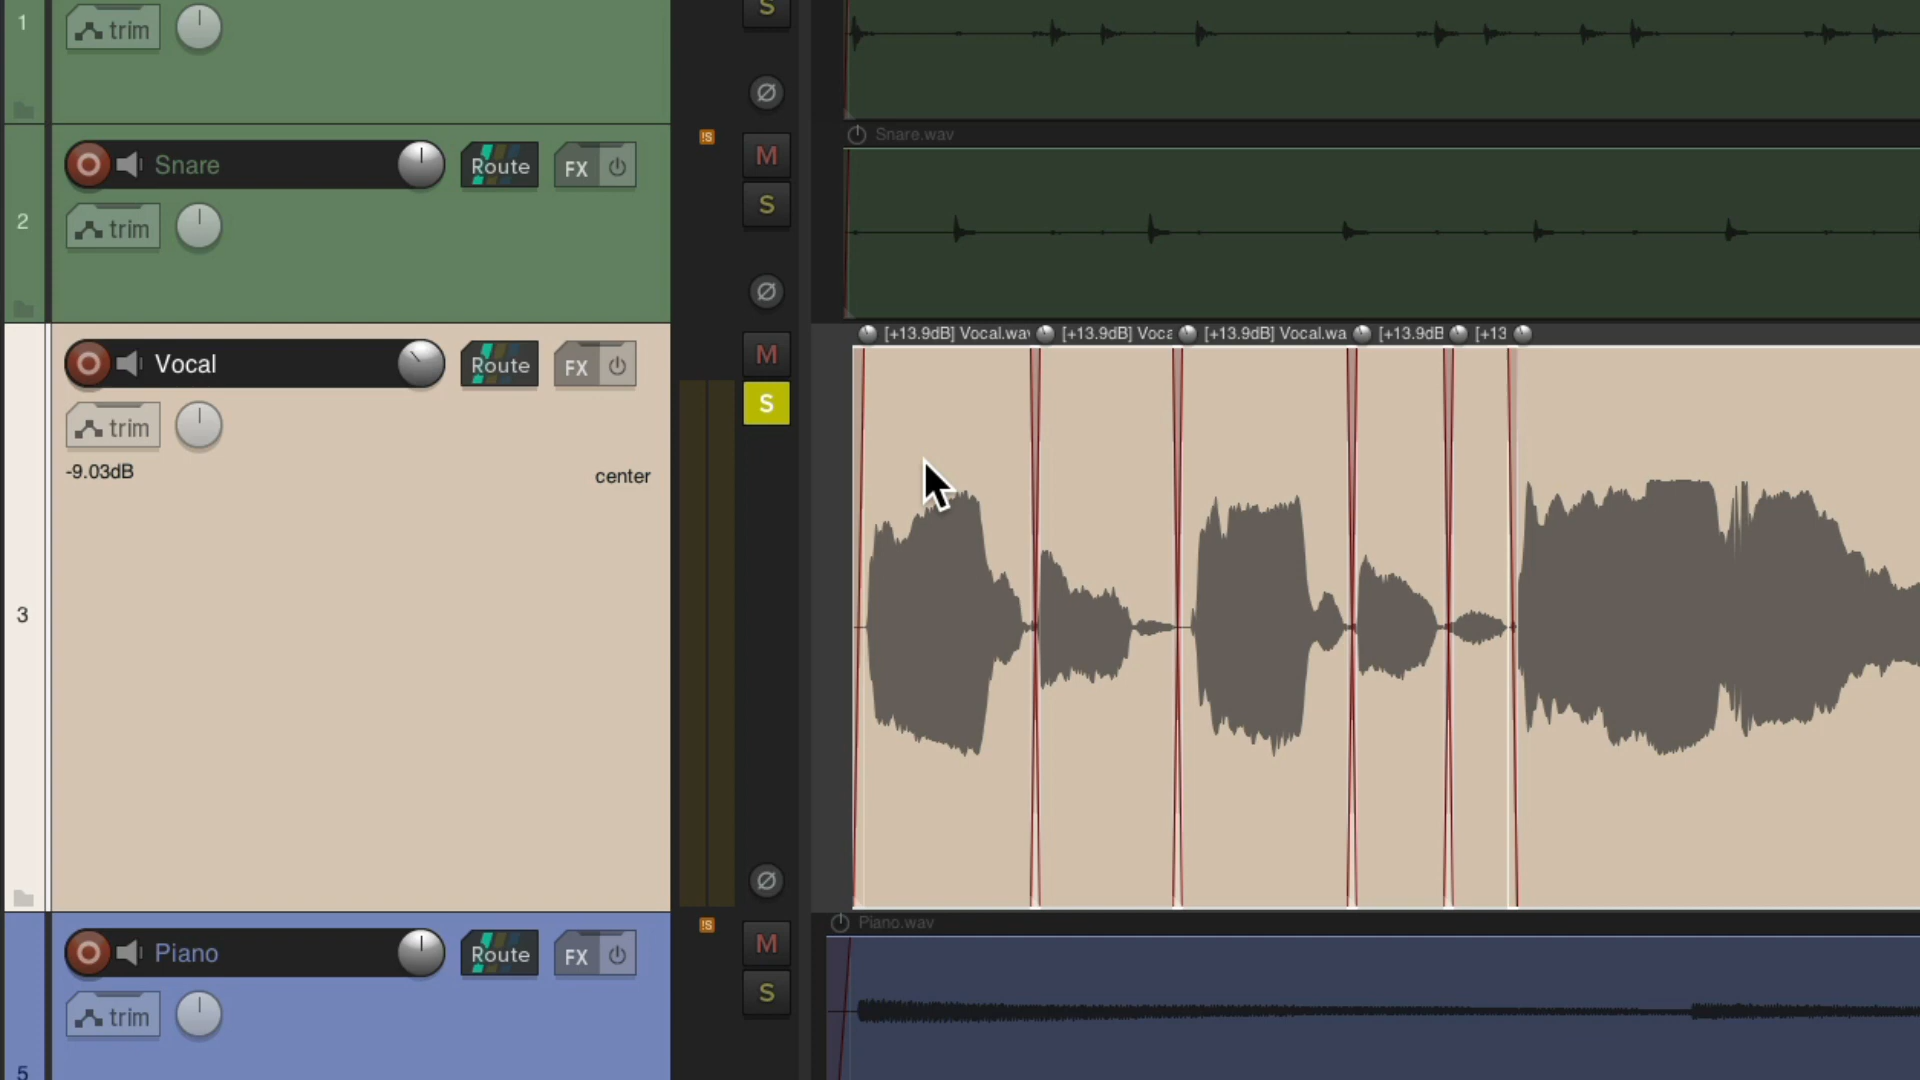 1
trim
S
Ø
Snare.wav
!S
Snare
Route
FX
M
2
trim
S
Ø
[+13.9dB] Vocal.wav
[+13.9dB] Voca
[+13.9dB] Vocal.wa
[+13.9dB
[+13
Vocal
Route
FX
M
S
trim
-9.03dB
center
3
Ø
Piano.wav
!S
Piano
Route
FX
M
S
trim
5